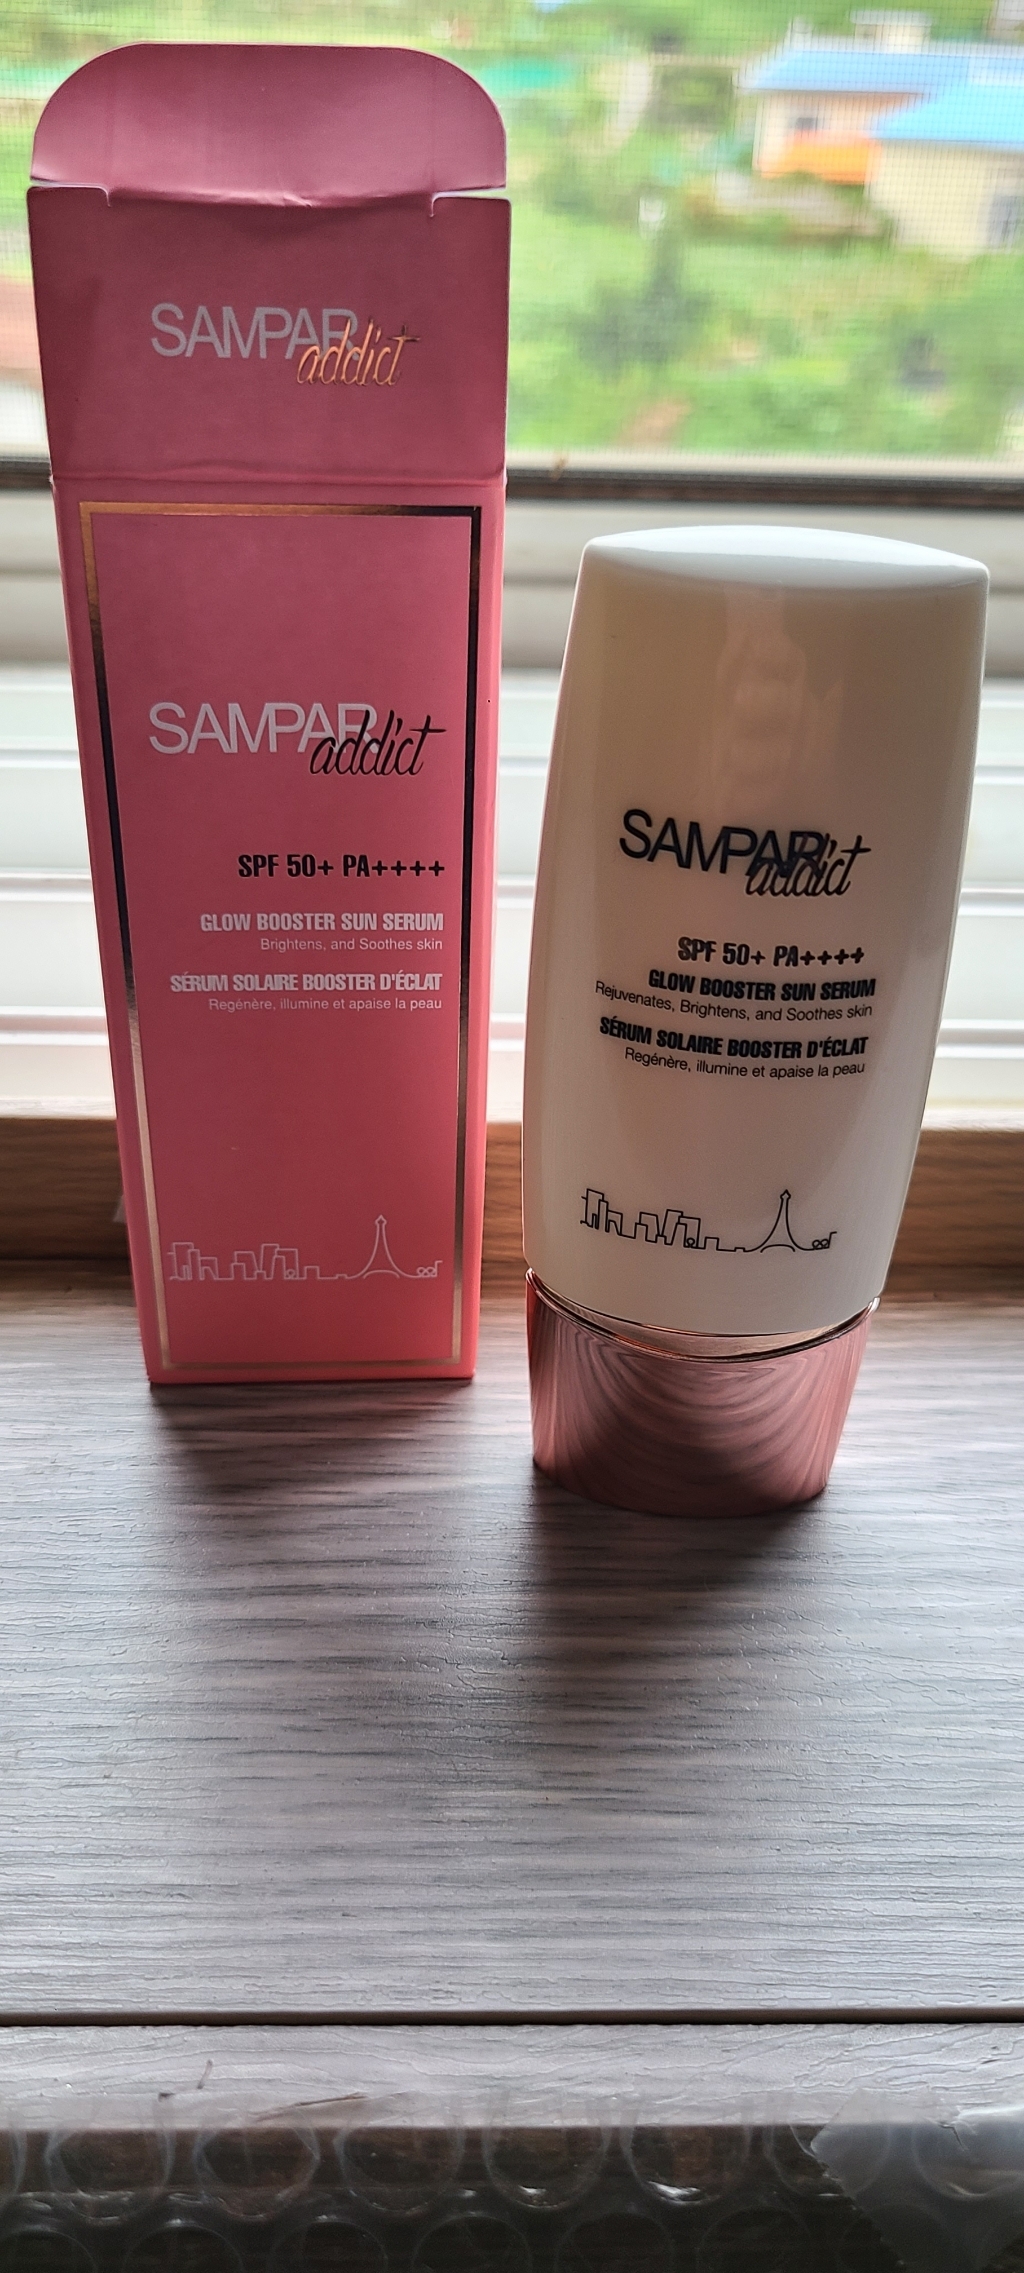 SAMPAR addict
SAMPAR addict
SPF 50+ PA++++
GLOW BOOSTER SUN SERUM
Brightens, and Soothes skin
SÉRUM SOLAIRE BOOSTER D'ÉCLAT
Regénère, illumine et apaise la peau
SAMPAR addict
SPF 50+ PA++++
GLOW BOOSTER SUN SERUM
Rejuvenates, Brightens, and Soothes skin
SÉRUM SOLAIRE BOOSTER D'ÉCLAT
Regénère, illumine et apaise la peau